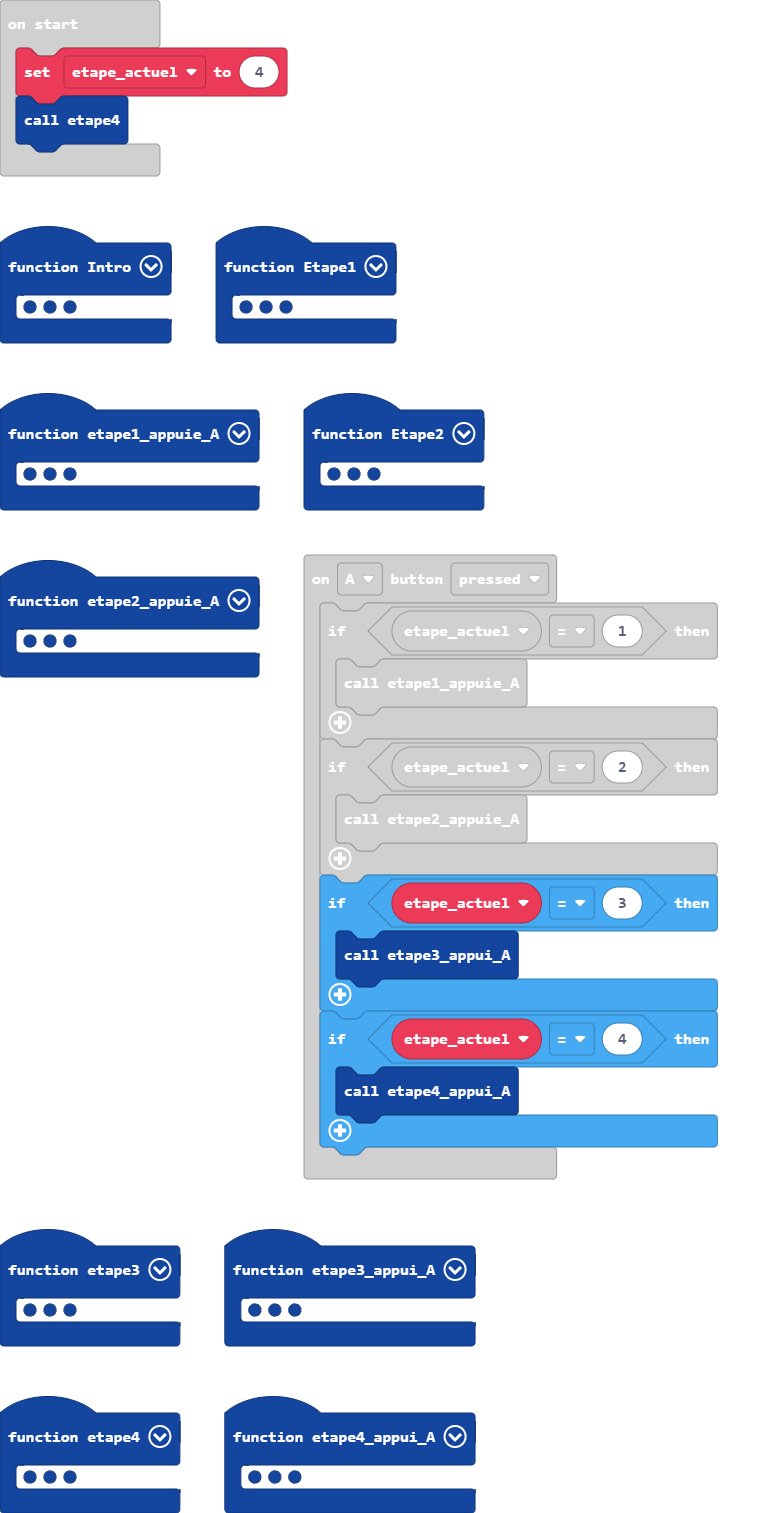 on start
set etape_actuel to 4
call etape4
function Intro
function Etape1
function etape1_appuie_A
function Etape2
function etape2_appuie_A
on A button pressed
if etape_actuel = 1 then
call etape1_appuie_A
if etape_actuel = 2 then
call etape2_appuie_A
if etape_actuel = 3 then
call etape3_appui_A
if etape_actuel = 4 then
call etape4_appui_A
function etape3
function etape3_appui_A
function etape4
function etape4_appui_A